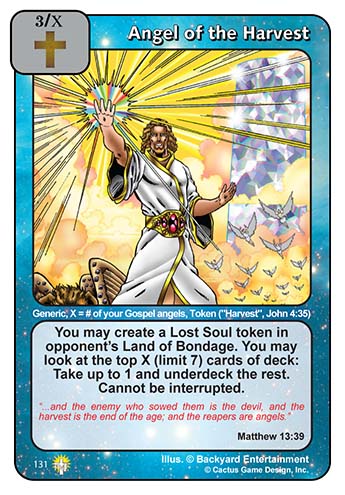 3/X
Angel of the Harvest
Generic, X = # of your Gospel angels, Token ("Harvest", John 4:35)
You may create a Lost Soul token in
opponent's Land of Bondage. You may
look at the top X (limit 7) cards of deck:
Take up to 1 and underdeck the rest.
Cannot be interrupted.
"...and the enemy who sowed them is the devil, and the
harvest is the end of the age; and the reapers are angels."
Matthew 13:39
131
Illus. © Backyard Entertainment
© Cactus Game Design, Inc.